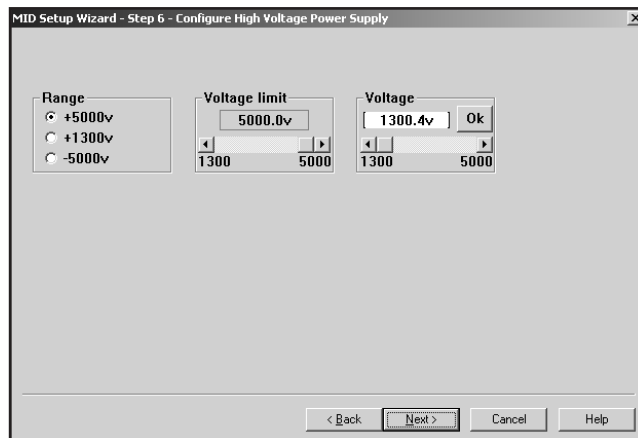 MID Setup Wizard - Step 6 - Configure High Voltage Power Supply
Range
+5000v
+1300v
-5000v
Voltage limit
5000.0v
1300 5000
Voltage
[ 1300.4v ] Ok
1300 5000
< Back Next > Cancel Help